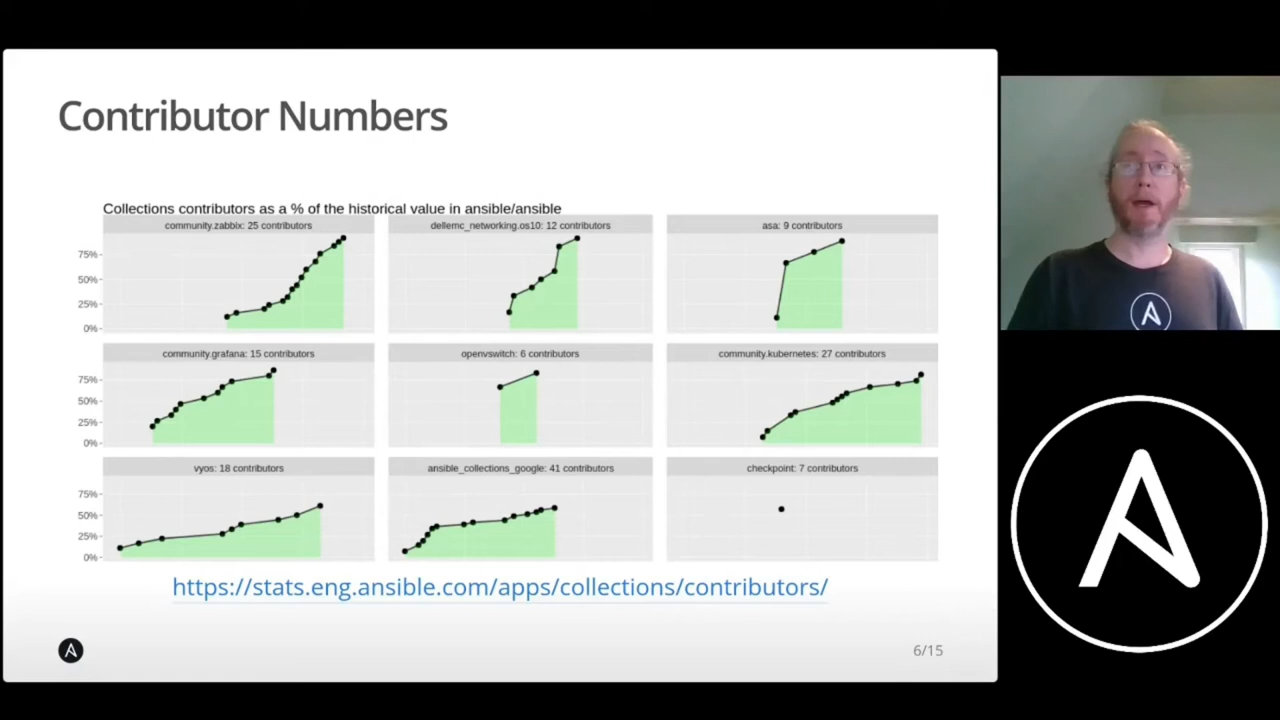 Contributor Numbers
Collections contributors as a % of the historical value in ansible/ansible
community.zabbix: 25 contributors
dellemc_networking.os10: 12 contributors
asa: 9 contributors
75%
50%
25%
0%
community.grafana: 15 contributors
openvswitch: 6 contributors
community.kubernetes: 27 contributors
75%
50%
25%
0%
vyos: 18 contributors
ansible_collections_google: 41 contributors
checkpoint: 7 contributors
75%
50%
25%
0%
https://stats.eng.ansible.com/apps/collections/contributors/
6/15